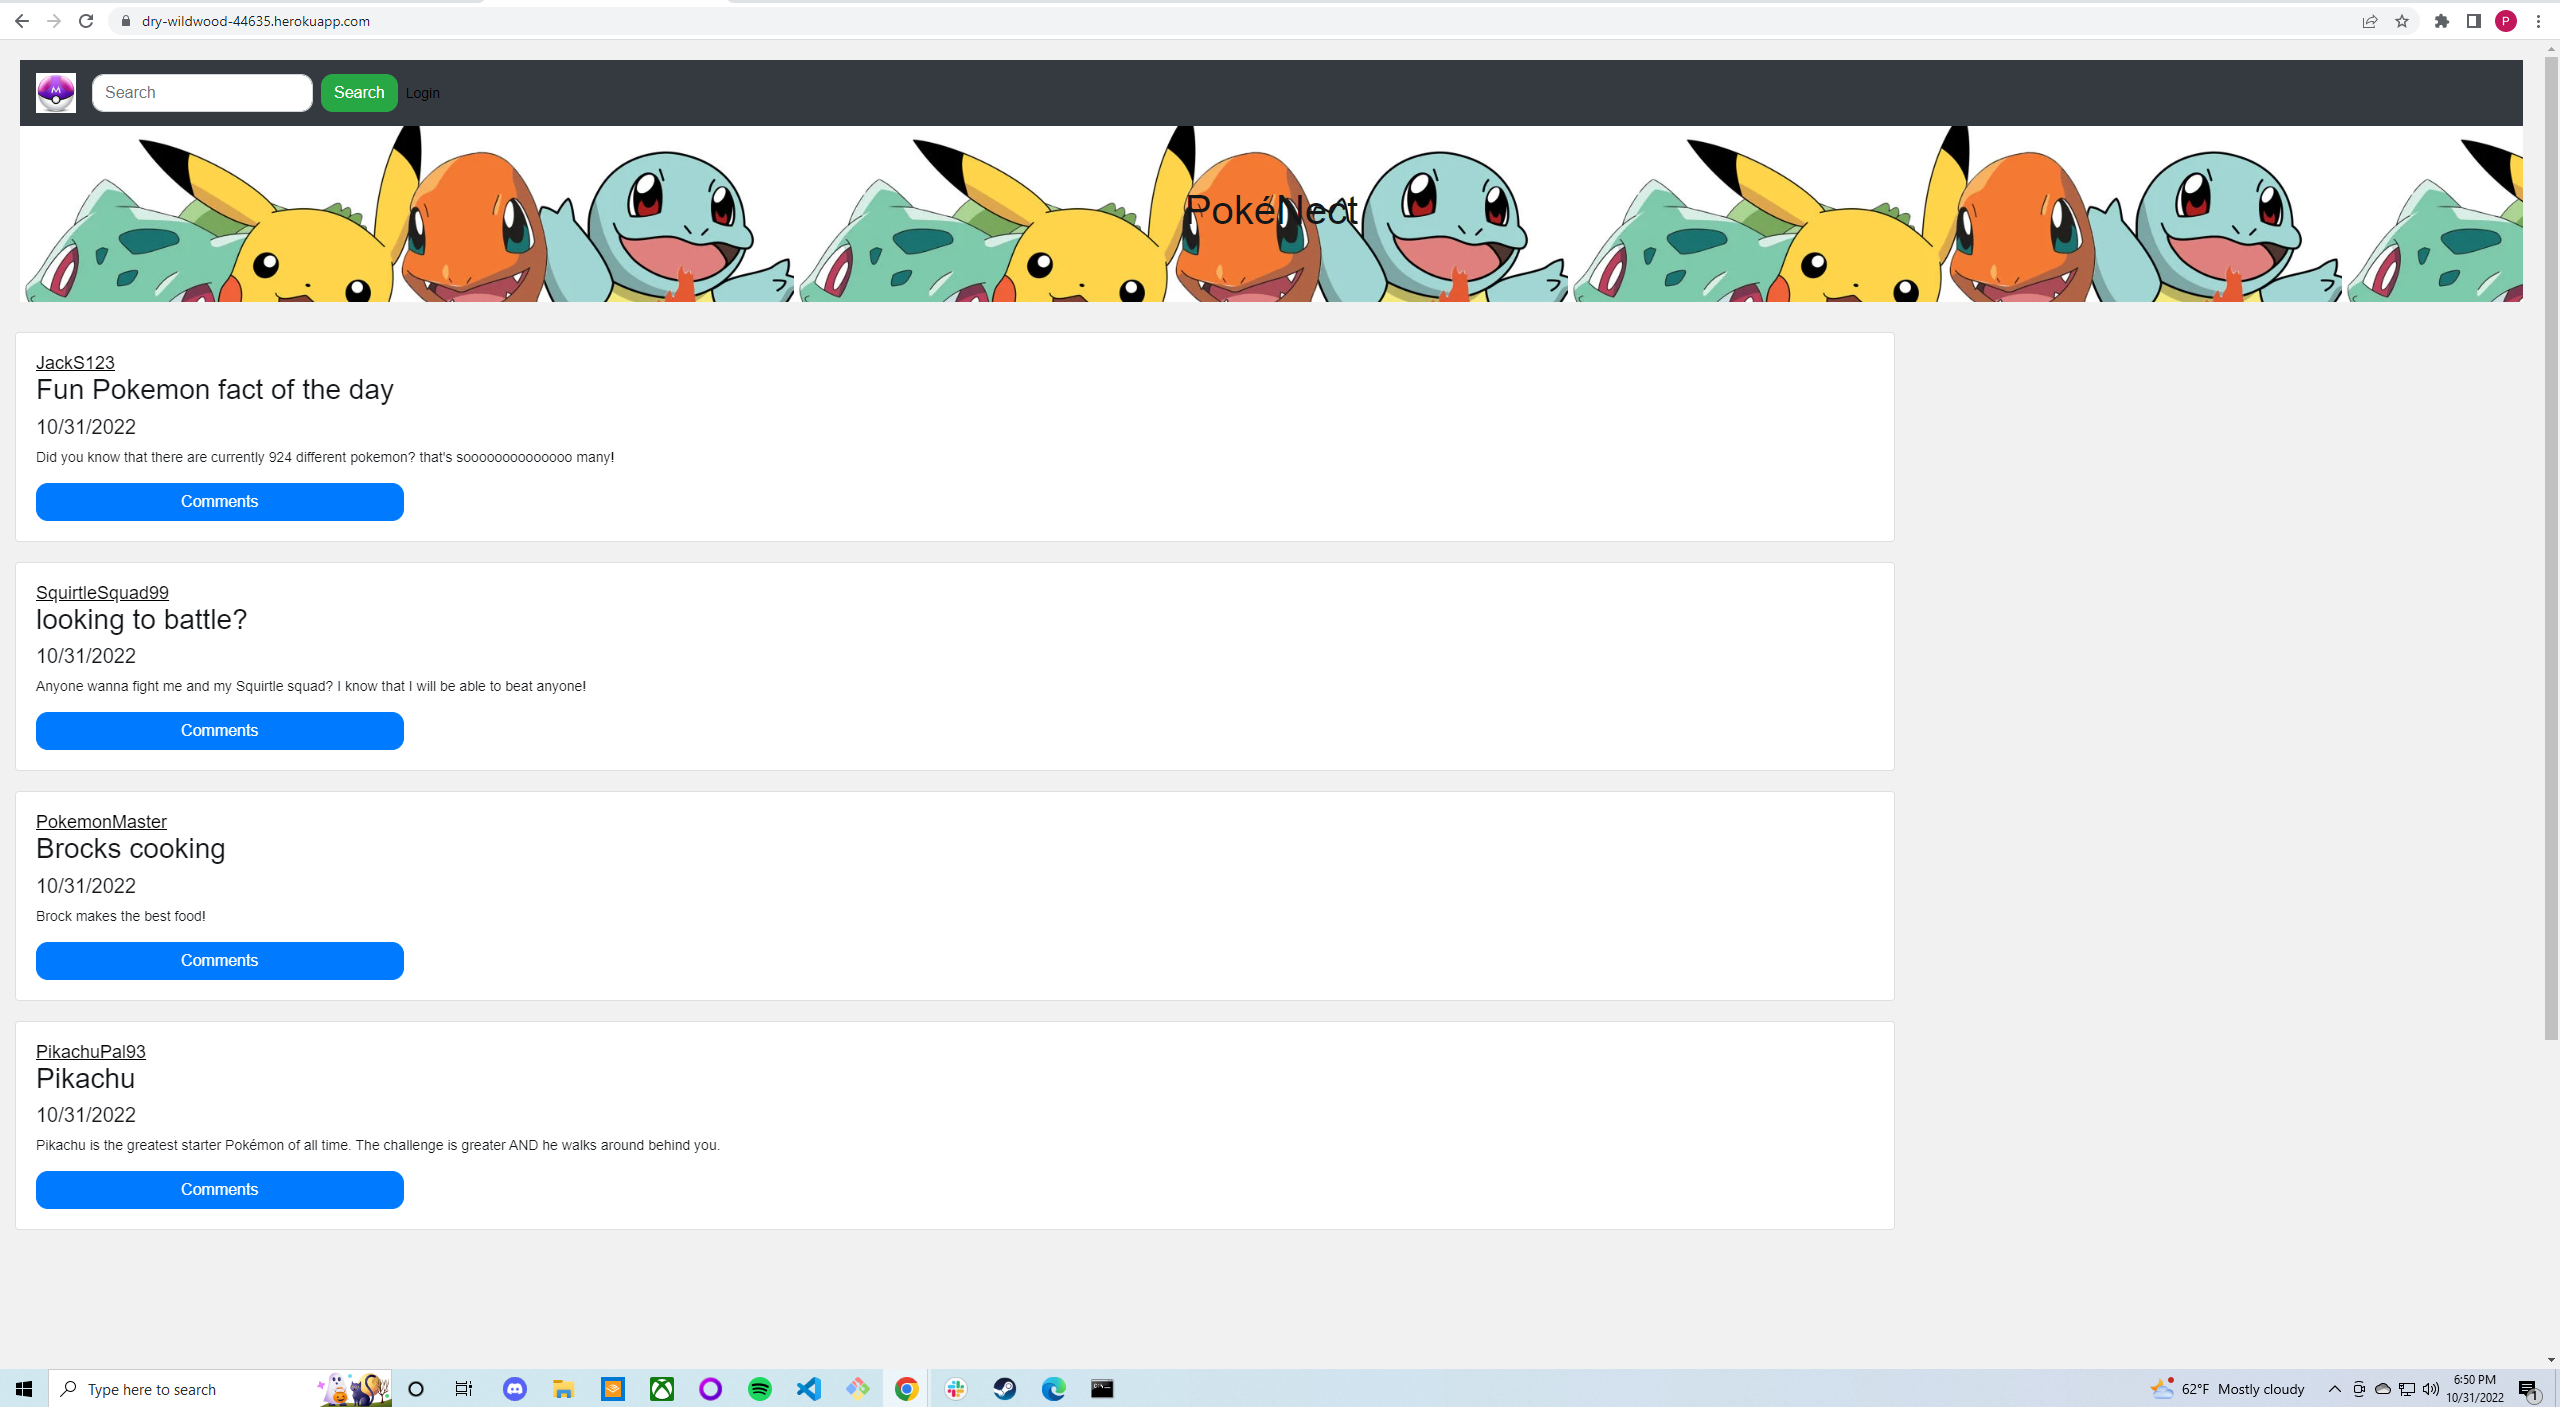 dry-wildwood-44635.herokuapp.com
P
M
Search
Search
Login
PokéNect
JackS123
Fun Pokemon fact of the day
10/31/2022
Did you know that there are currently 924 different pokemon? that's soooooooooooooo many!
Comments
SquirtleSquad99
looking to battle?
10/31/2022
Anyone wanna fight me and my Squirtle squad? I know that I will be able to beat anyone!
Comments
PokemonMaster
Brocks cooking
10/31/2022
Brock makes the best food!
Comments
PikachuPal93
Pikachu
10/31/2022
Pikachu is the greatest starter Pokémon of all time. The challenge is greater AND he walks around behind you.
Comments
Type here to search
62°F Mostly cloudy
6:50 PM
10/31/2022
1